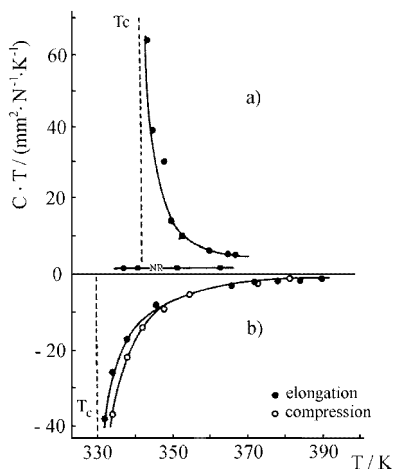 Tc
60
a)
40
C · T / (mm²· N⁻¹·K⁻¹)
20
NR
0
b)
-20
Tc
● elongation
○ compression
-40
330 350 370 390 T / K